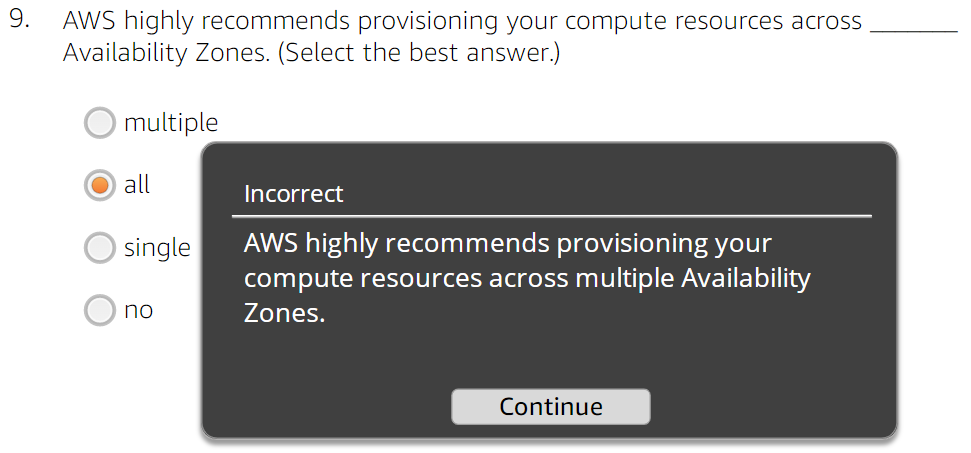 9. AWS highly recommends provisioning your compute resources across ________
Availability Zones. (Select the best answer.)
multiple
all
single
no
Incorrect
AWS highly recommends provisioning your
compute resources across multiple Availability
Zones.
Continue